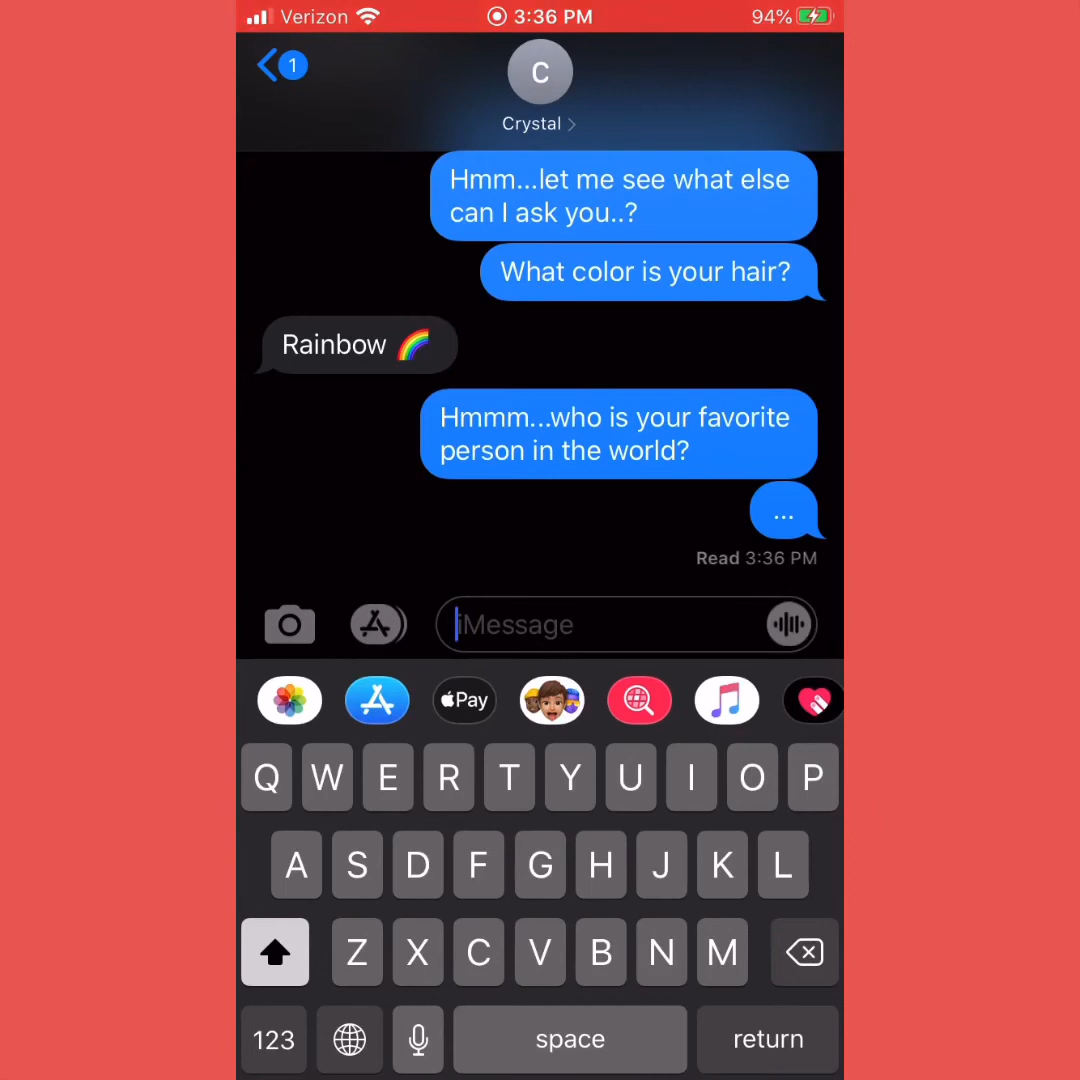 Verizon 3:36 PM 94%
1
C
Crystal
Hmm...let me see what else
can I ask you..?
What color is your hair?
Rainbow 🌈
Hmmm...who is your favorite
person in the world?
...
Read 3:36 PM
iMessage
Pay
Q W E R T Y U I O P
A S D F G H J K L
Z X C V B N M
123 space return